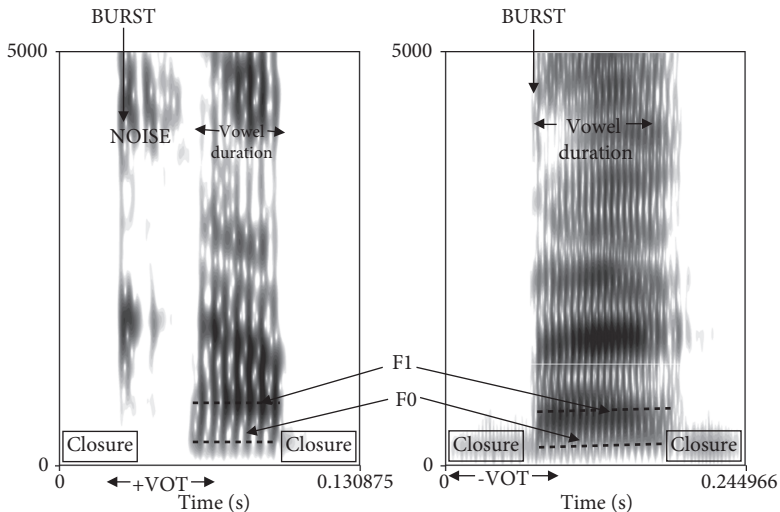 BURST
5000
NOISE
Vowel
duration
Closure
Closure
0
0
+VOT
0.130875
Time (s)
F1
F0
BURST
5000
Vowel
duration
Closure
Closure
0
0
-VOT
0.244966
Time (s)